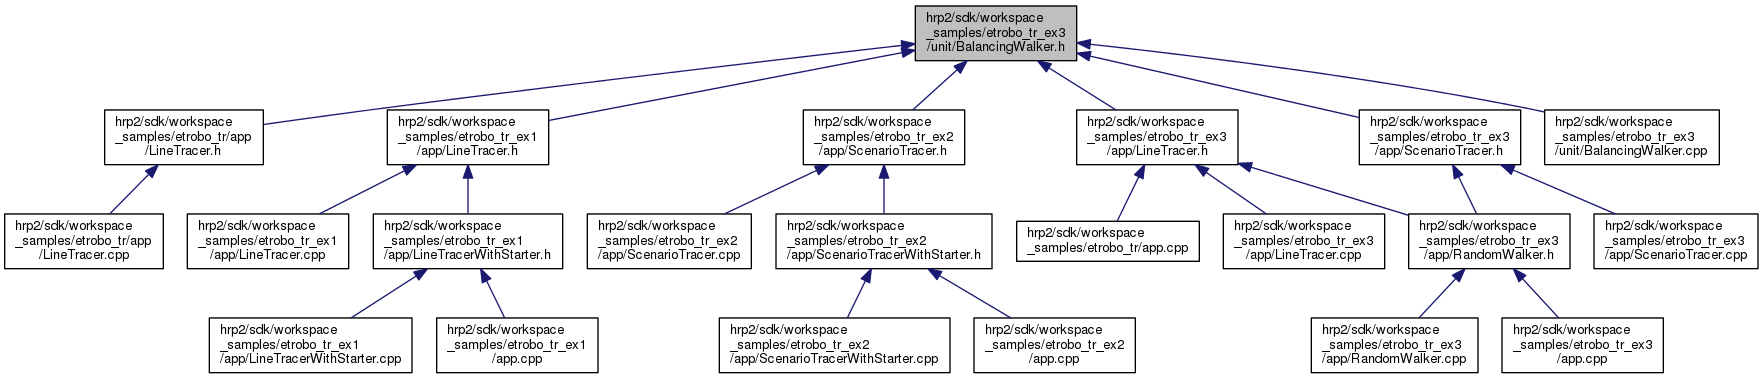 hrp2/sdk/workspace
_samples/etrobo_tr_ex3
/unit/BalancingWalker.h
hrp2/sdk/workspace
_samples/etrobo_tr/app
/LineTracer.h
hrp2/sdk/workspace
_samples/etrobo_tr_ex1
/app/LineTracer.h
hrp2/sdk/workspace
_samples/etrobo_tr_ex2
/app/ScenarioTracer.h
hrp2/sdk/workspace
_samples/etrobo_tr_ex3
/app/LineTracer.h
hrp2/sdk/workspace
_samples/etrobo_tr_ex3
/app/ScenarioTracer.h
hrp2/sdk/workspace
_samples/etrobo_tr_ex3
/unit/BalancingWalker.cpp
hrp2/sdk/workspace
_samples/etrobo_tr/app
/LineTracer.cpp
hrp2/sdk/workspace
_samples/etrobo_tr_ex1
/app/LineTracer.cpp
hrp2/sdk/workspace
_samples/etrobo_tr_ex1
/app/LineTracerWithStarter.h
hrp2/sdk/workspace
_samples/etrobo_tr_ex2
/app/ScenarioTracer.cpp
hrp2/sdk/workspace
_samples/etrobo_tr_ex2
/app/ScenarioTracerWithStarter.h
hrp2/sdk/workspace
_samples/etrobo_tr/app.cpp
hrp2/sdk/workspace
_samples/etrobo_tr_ex3
/app/LineTracer.cpp
hrp2/sdk/workspace
_samples/etrobo_tr_ex3
/app/RandomWalker.h
hrp2/sdk/workspace
_samples/etrobo_tr_ex3
/app/ScenarioTracer.cpp
hrp2/sdk/workspace
_samples/etrobo_tr_ex1
/app/LineTracerWithStarter.cpp
hrp2/sdk/workspace
_samples/etrobo_tr_ex1
/app.cpp
hrp2/sdk/workspace
_samples/etrobo_tr_ex2
/app/ScenarioTracerWithStarter.cpp
hrp2/sdk/workspace
_samples/etrobo_tr_ex2
/app.cpp
hrp2/sdk/workspace
_samples/etrobo_tr_ex3
/app/RandomWalker.cpp
hrp2/sdk/workspace
_samples/etrobo_tr_ex3
/app.cpp